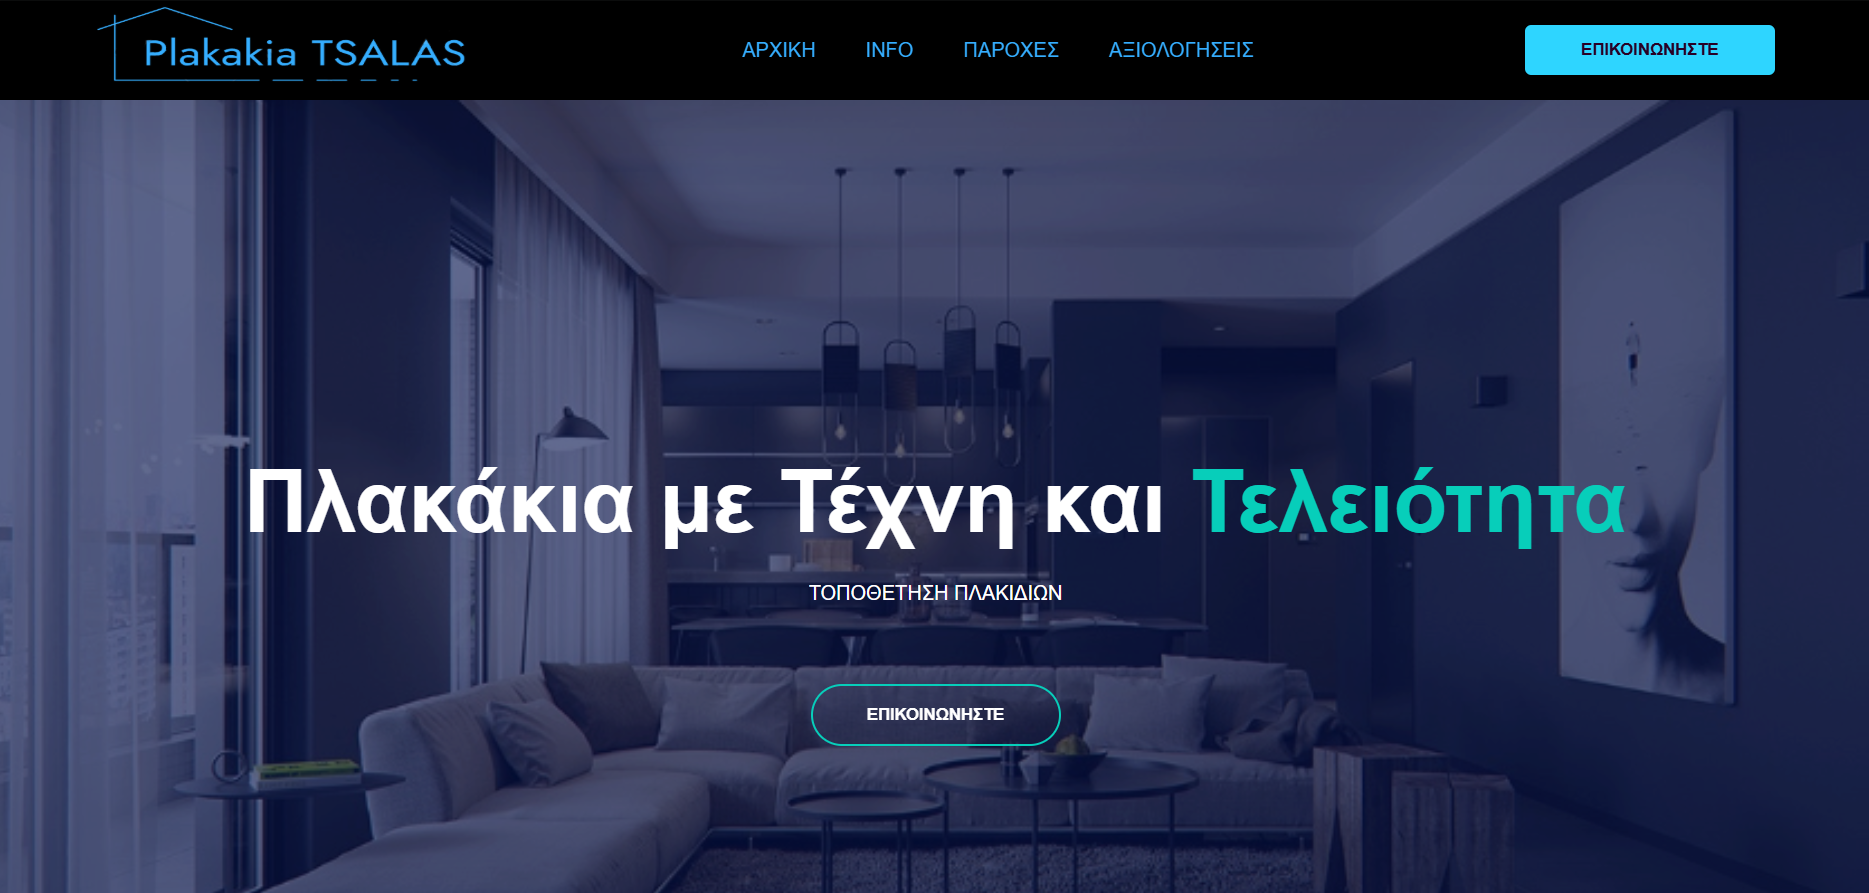 Plakakia TSALAS
ΑΡΧΙΚΗ
INFO
ΠΑΡΟΧΕΣ
ΑΞΙΟΛΟΓΗΣΕΙΣ
ΕΠΙΚΟΙΝΩΝΗΣΤΕ
Πλακάκια με Τέχνη και Τελειότητα
ΤΟΠΟΘΕΤΗΣΗ ΠΛΑΚΙΔΙΩΝ
ΕΠΙΚΟΙΝΩΝΗΣΤΕ